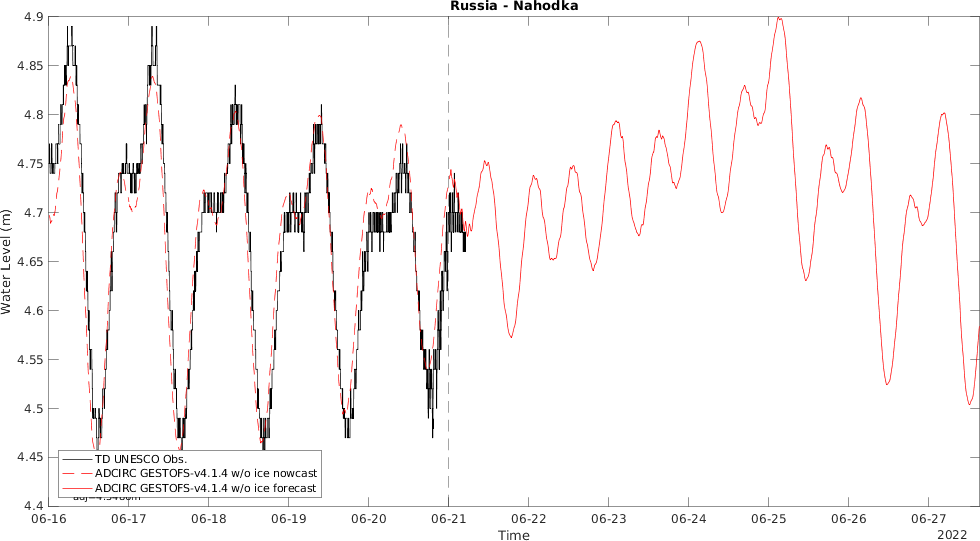 Russia - Nahodka
4.9
4.85
4.8
4.75
4.7
4.65
4.6
4.55
4.5
4.45
4.4
Water Level (m)
TD UNESCO Obs.
ADCIRC GESTOFS-v4.1.4 w/o ice nowcast
ADCIRC GESTOFS-v4.1.4 w/o ice forecast
06-16 06-17 06-18 06-19 06-20 06-21 06-22 06-23 06-24 06-25 06-26 06-27
Time
2022